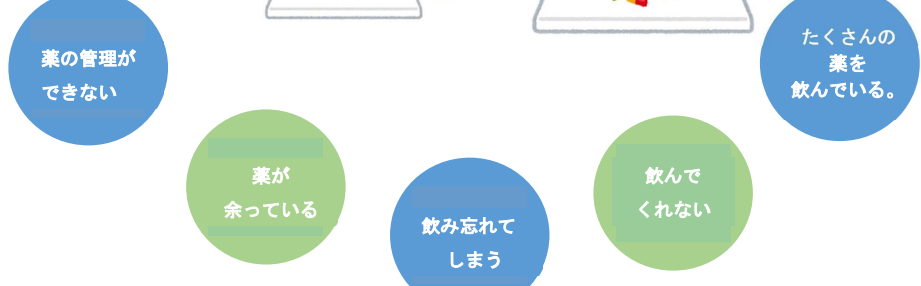 薬の管理が
できない
薬が
余っている
飲み忘れて
しまう
飲んで
くれない
たくさんの
薬を
飲んでいる。